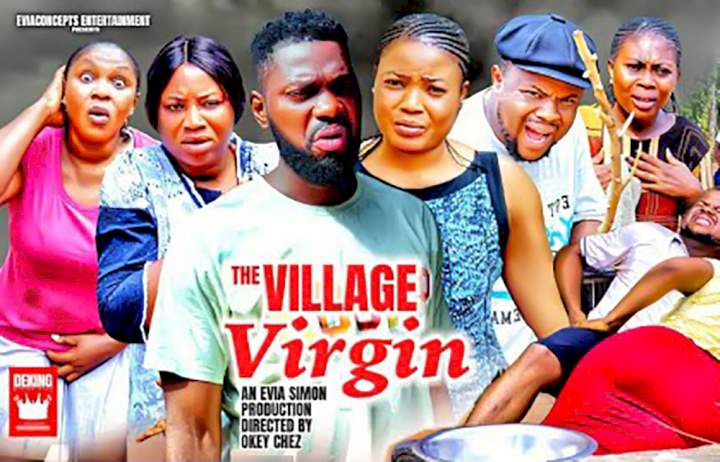 EVIACONCEPTS ENTERTAINMENT
PRESENTS
THE VILLAGE
Virgin
AN EVIA SIMON
PRODUCTION
DIRECTED BY
OKEY CHEZ
DEKING